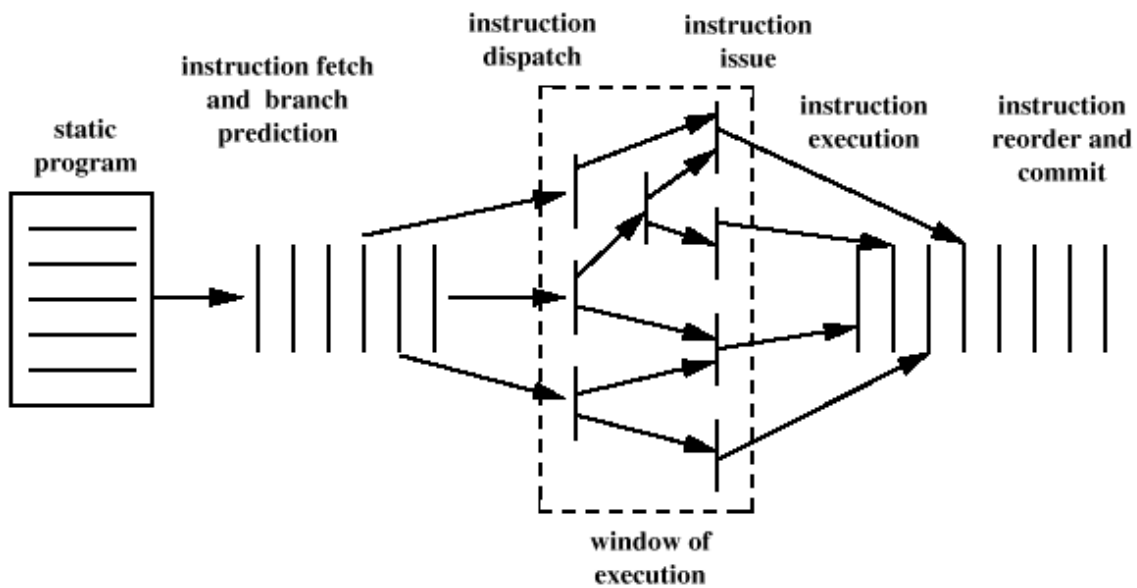 static
program
instruction fetch
and branch
prediction
instruction
dispatch
instruction
issue
instruction
execution
instruction
reorder and
commit
window of
execution